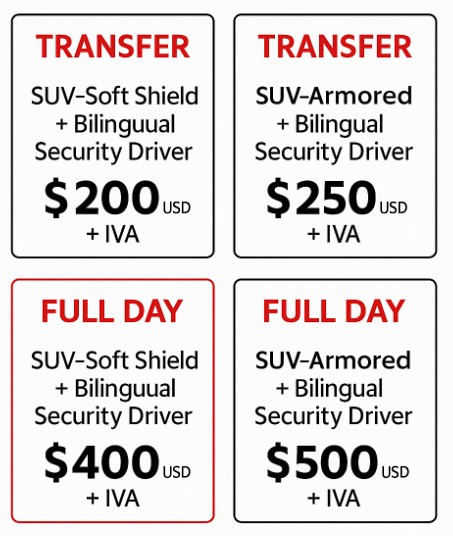 TRANSFER
SUV-Soft Shield
+ Bilinguual
Security Driver
$200 USD
+ IVA
TRANSFER
SUV-Armored
+ Bilingual
Security Driver
$250 USD
+ IVA
FULL DAY
SUV-Soft Shield
+ Bilinguual
Security Driver
$400 USD
+ IVA
FULL DAY
SUV-Armored
+ Bilingual
Security Driver
$500 USD
+ IVA